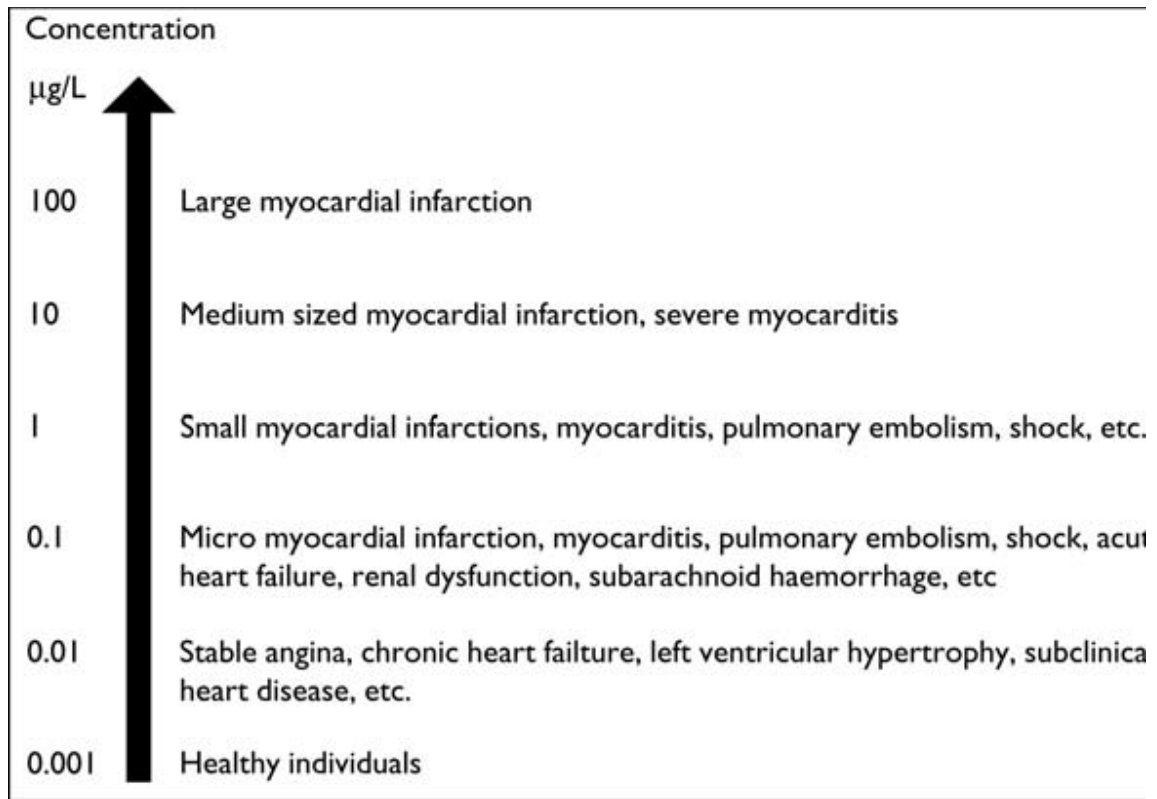 Concentration
µg/L
100 Large myocardial infarction
10 Medium sized myocardial infarction, severe myocarditis
1 Small myocardial infarctions, myocarditis, pulmonary embolism, shock, etc.
0.1 Micro myocardial infarction, myocarditis, pulmonary embolism, shock, acut
heart failure, renal dysfunction, subarachnoid haemorrhage, etc
0.01 Stable angina, chronic heart failture, left ventricular hypertrophy, subclinica
heart disease, etc.
0.001 Healthy individuals